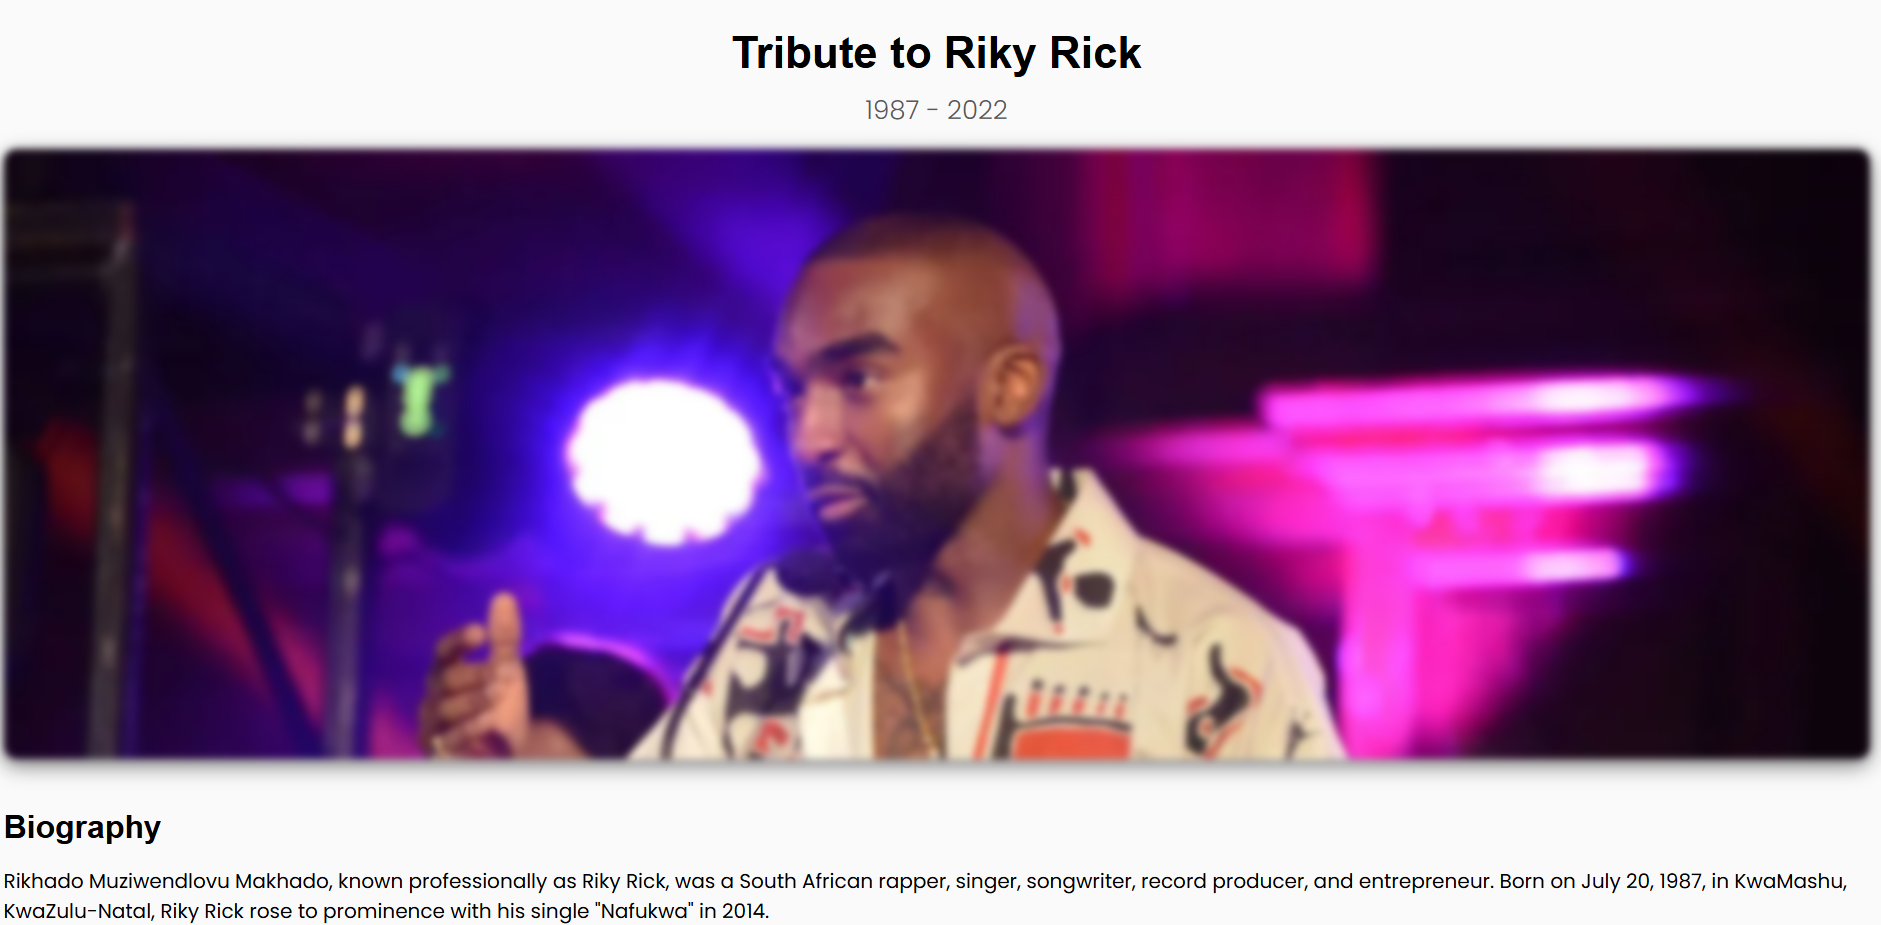 Tribute to Riky Rick
1987 - 2022
Biography
Rikhado Muziwendlovu Makhado, known professionally as Riky Rick, was a South African rapper, singer, songwriter, record producer, and entrepreneur. Born on July 20, 1987, in KwaMashu,
KwaZulu-Natal, Riky Rick rose to prominence with his single "Nafukwa" in 2014.